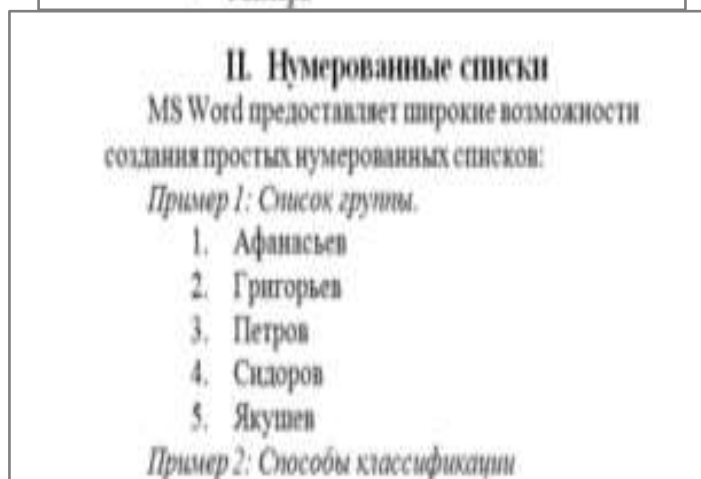 II. Нумерованные списки
MS Word предоставляет широкие возможности
создания простых нумерованных списков:
Пример 1: Список группы.
1. Афанасьев
2. Григорьев
3. Петров
4. Сидоров
5. Якушев
Пример 2: Способы классификации